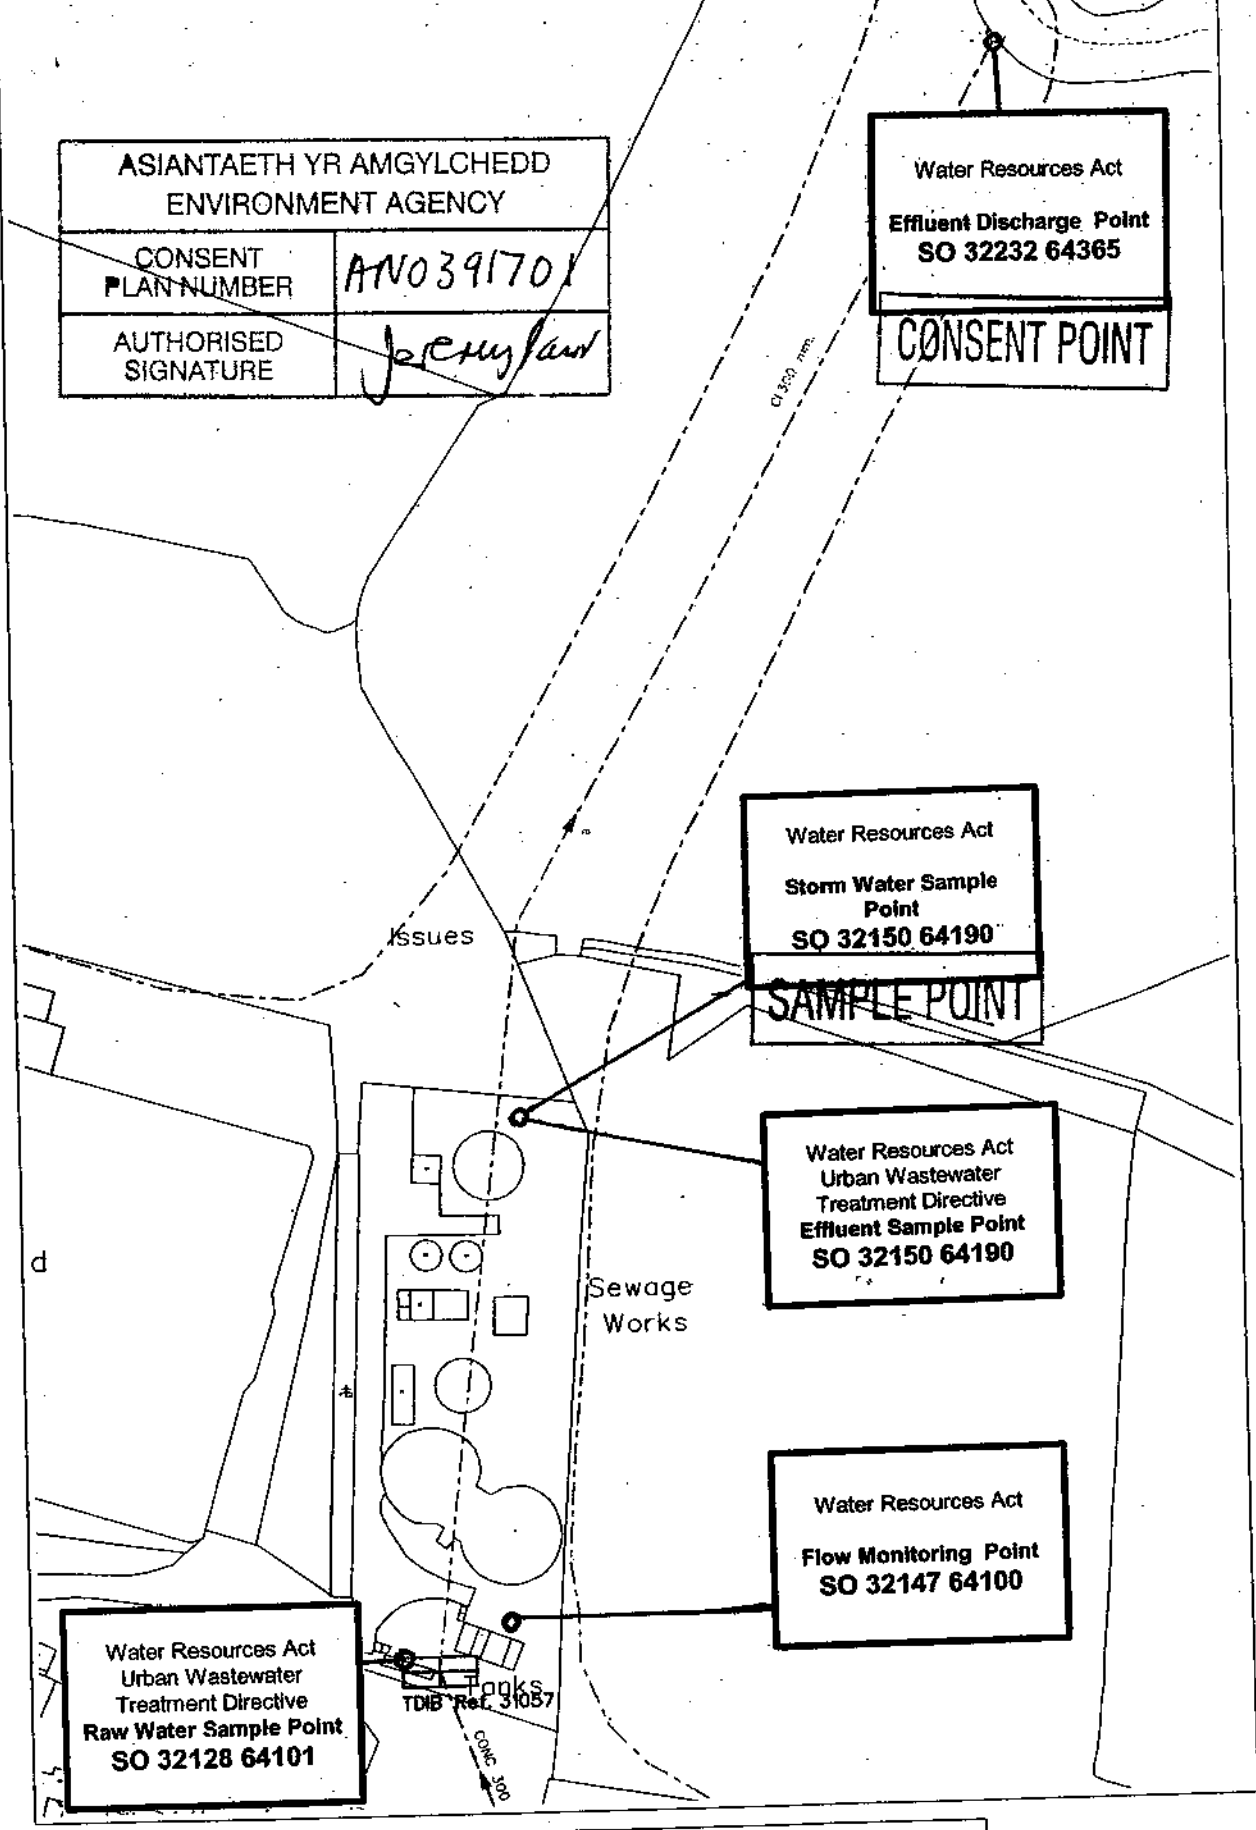 ASIANTAETH YR AMGYLCHEDD
ENVIRONMENT AGENCY
CONSENT
PLAN NUMBER
AN0391701
AUTHORISED
SIGNATURE
Water Resources Act
Effluent Discharge Point
SO 32232 64365
CONSENT POINT
CI 300 mm.
Water Resources Act
Storm Water Sample
Point
SO 32150 64190
SAMPLE POINT
Issues
Water Resources Act
Urban Wastewater
Treatment Directive
Effluent Sample Point
SO 32150 64190
d
Sewage
Works
Water Resources Act
Flow Monitoring Point
SO 32147 64100
Water Resources Act
Urban Wastewater
Treatment Directive
Raw Water Sample Point
SO 32128 64101
Tanks
TDIB Ref. 31057
CONC 300